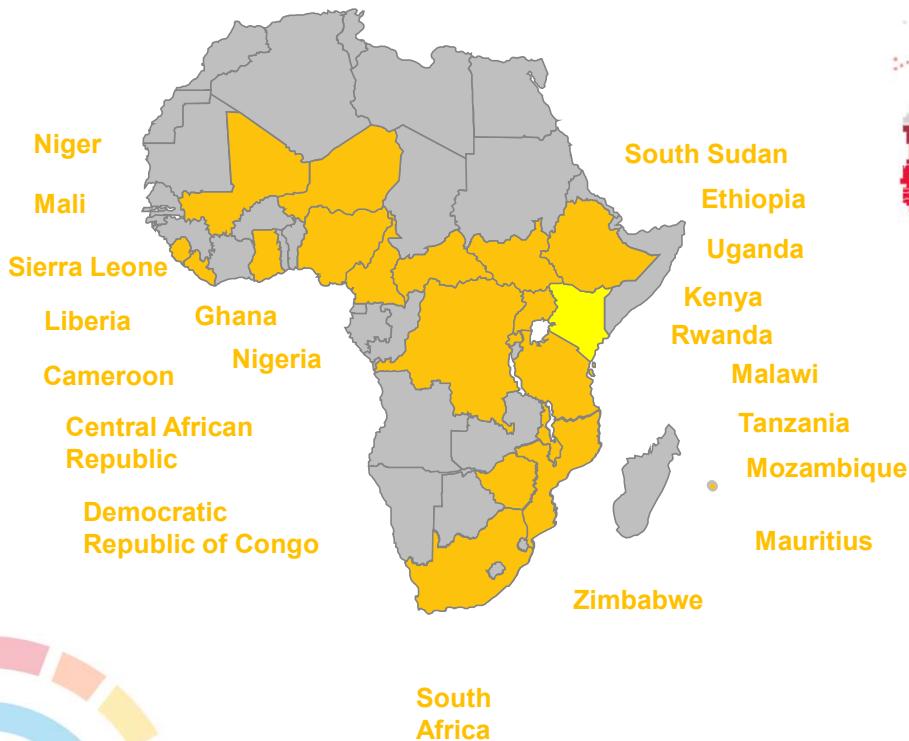 Niger
Mali
Sierra Leone
Liberia
Ghana
Nigeria
Cameroon
Central African
Republic
Democratic
Republic of Congo
South Sudan
Ethiopia
Uganda
Kenya
Rwanda
Malawi
Tanzania
Mozambique
Mauritius
Zimbabwe
South
Africa